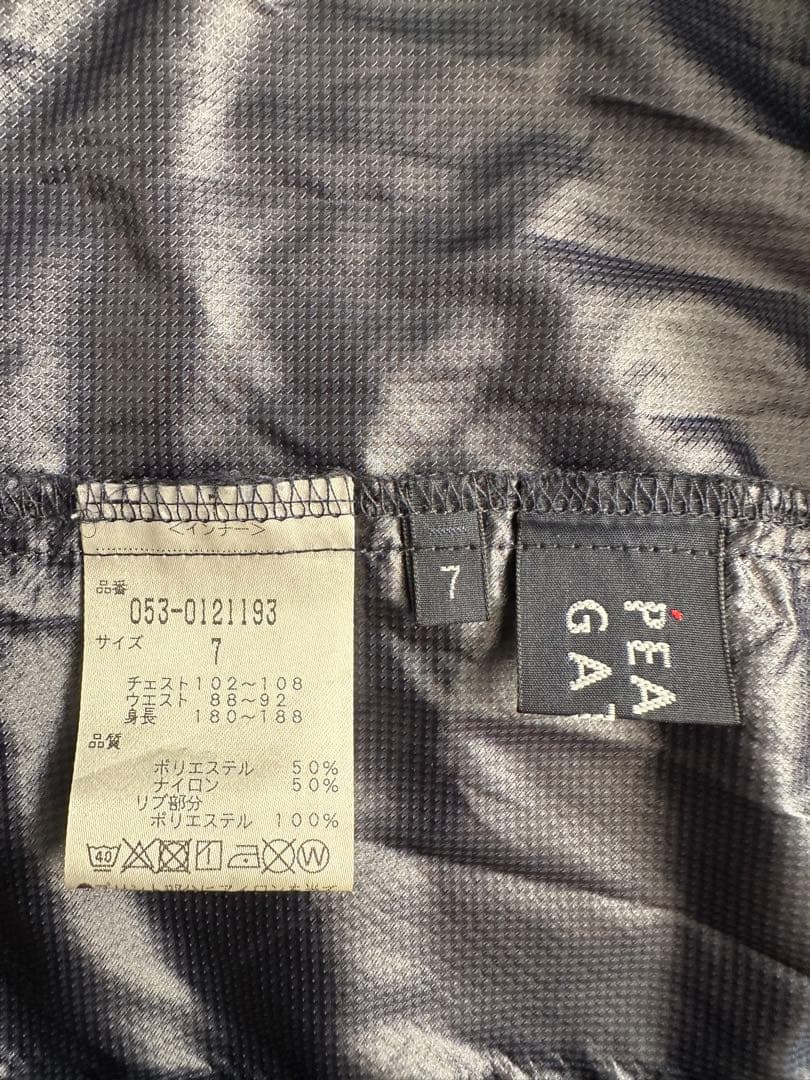 <インナー>
品番
053-0121193
サイズ
7
チェスト102～108
ウエスト 88～92
身長 180～188
品質
ポリエステル 50%
ナイロン 50%
リブ部分
ポリエステル 100%
40 1 W
7
PEA
GA